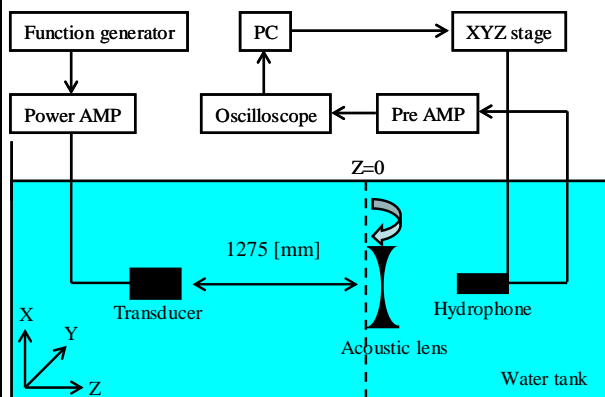 Function generator
PC
XYZ stage
Power AMP
Oscilloscope
Pre AMP
Z=0
1275 [mm]
Transducer
Hydrophone
Acoustic lens
X
Y
Z
Water tank